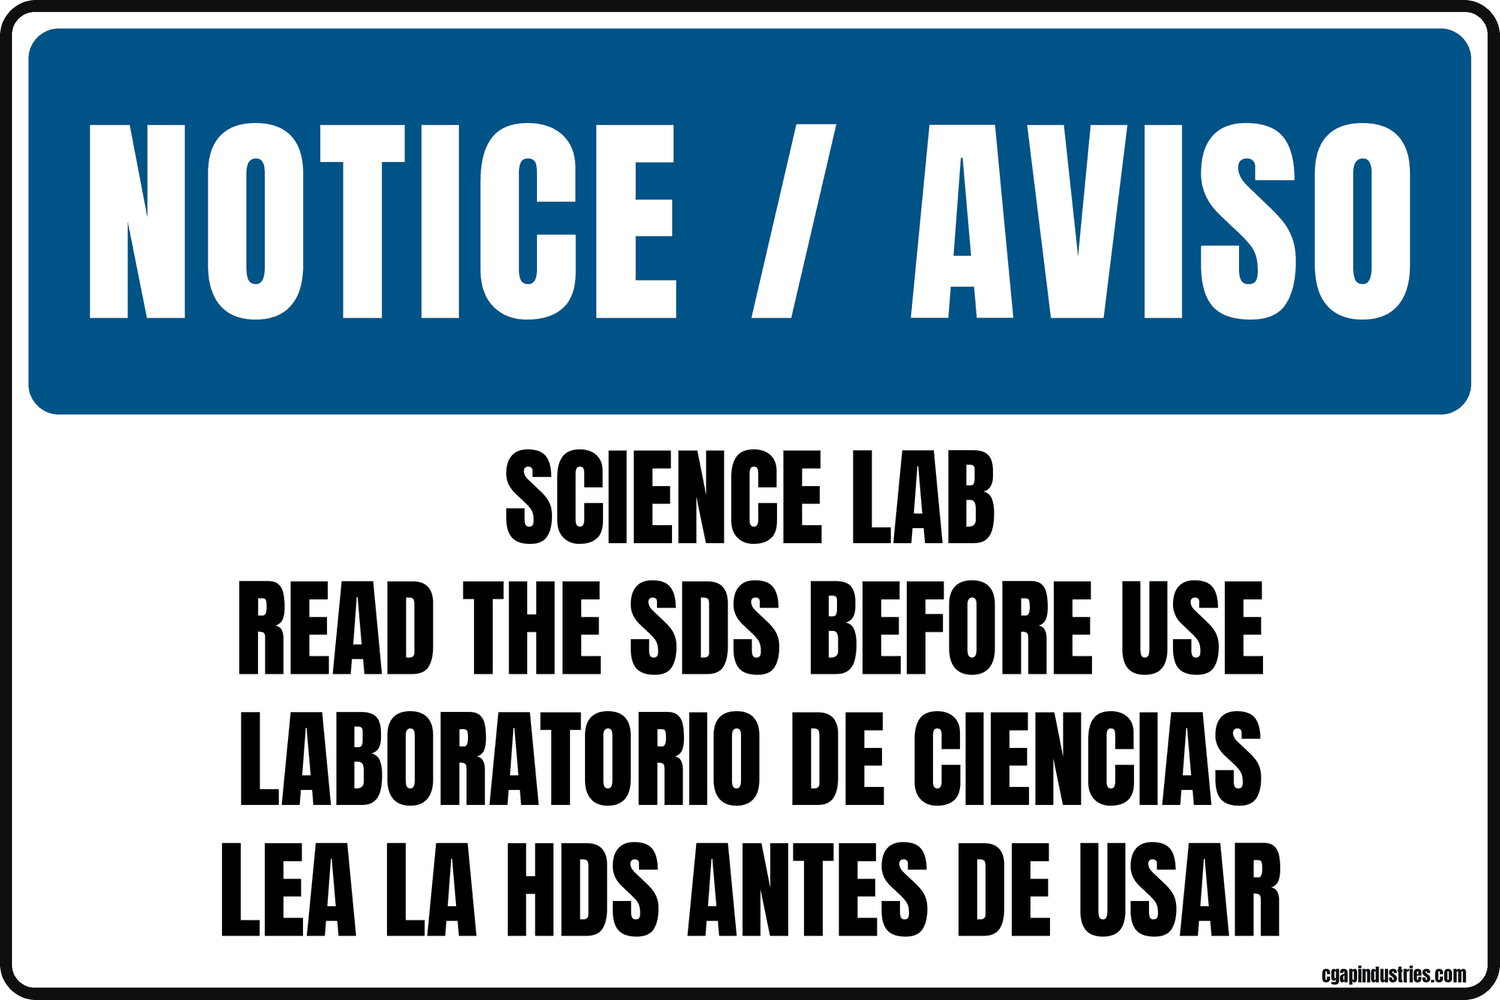 NOTICE / AVISO
SCIENCE LAB
READ THE SDS BEFORE USE
LABORATORIO DE CIENCIAS
LEA LA HDS ANTES DE USAR
cgapindustries.com